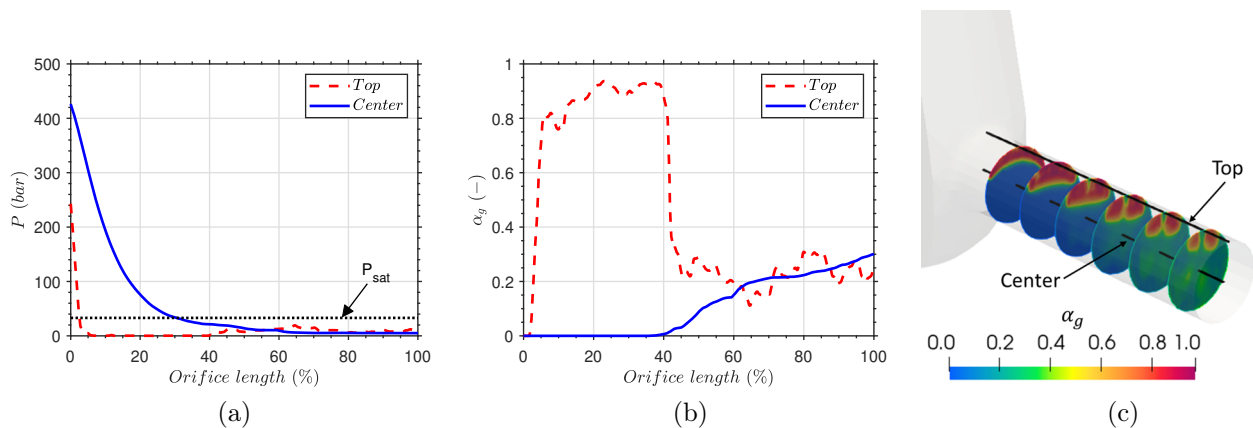 500
400
300
200
100
0
P (bar)
Top
Center
P_sat
0 20 40 60 80 100
Orifice length (%)
(a)
1
0.8
0.6
0.4
0.2
0
α_g (−)
Top
Center
0 20 40 60 80 100
Orifice length (%)
(b)
Top
Center
α_g
0.0 0.2 0.4 0.6 0.8 1.0
(c)